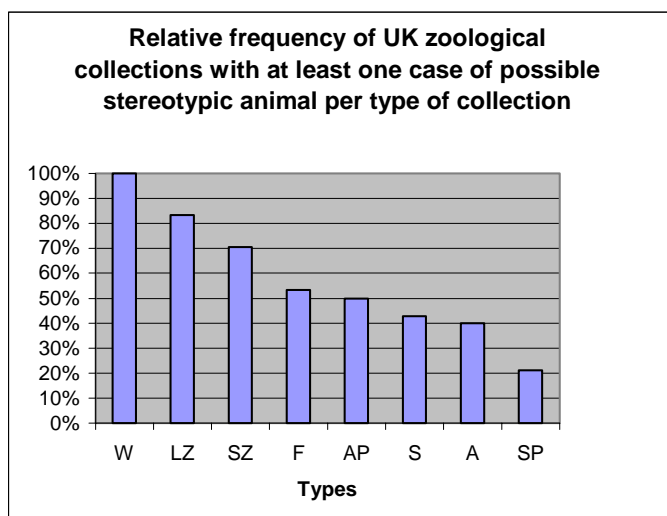 Relative frequency of UK zoological
collections with at least one case of possible
stereotypic animal per type of collection
100%
90%
80%
70%
60%
50%
40%
30%
20%
10%
0%
W LZ SZ F AP S A SP
Types